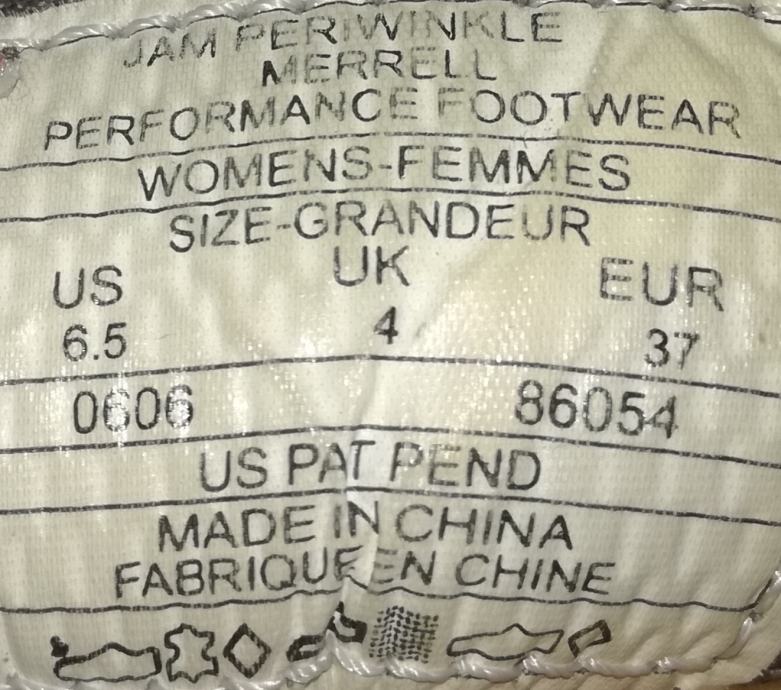 JAM PERIWINKLE
MERRELL
PERFORMANCE FOOTWEAR
WOMENS-FEMMES
SIZE-GRANDEUR
US UK EUR
6.5 4 37
0606 86054
US PAT PEND
MADE IN CHINA
FABRIQUE EN CHINE